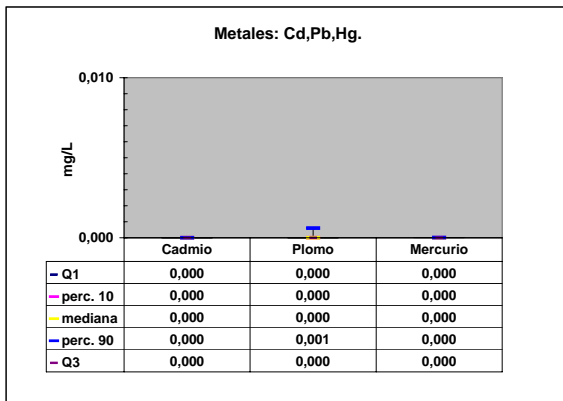 Metales: Cd,Pb,Hg.
0,010
mg/L
0,000
Cadmio Plomo Mercurio
Q1 0,000 0,000 0,000
perc. 10 0,000 0,000 0,000
mediana 0,000 0,000 0,000
perc. 90 0,000 0,001 0,000
Q3 0,000 0,000 0,000